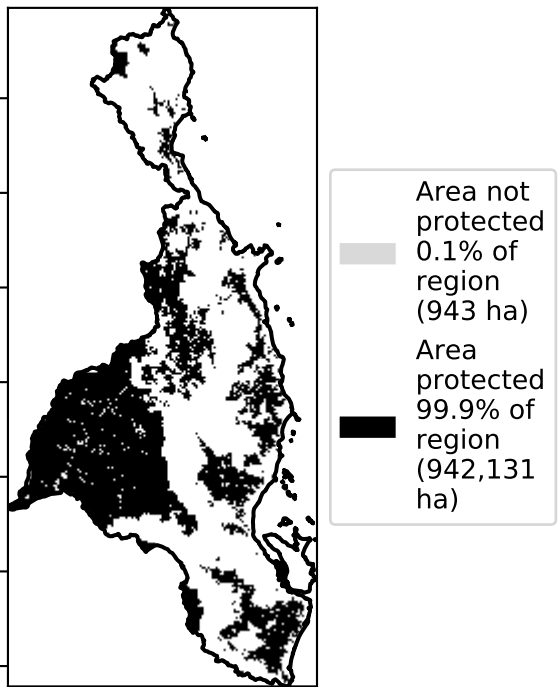 Area not
protected
0.1% of
region
(943 ha)
Area
protected
99.9% of
region
(942,131
ha)